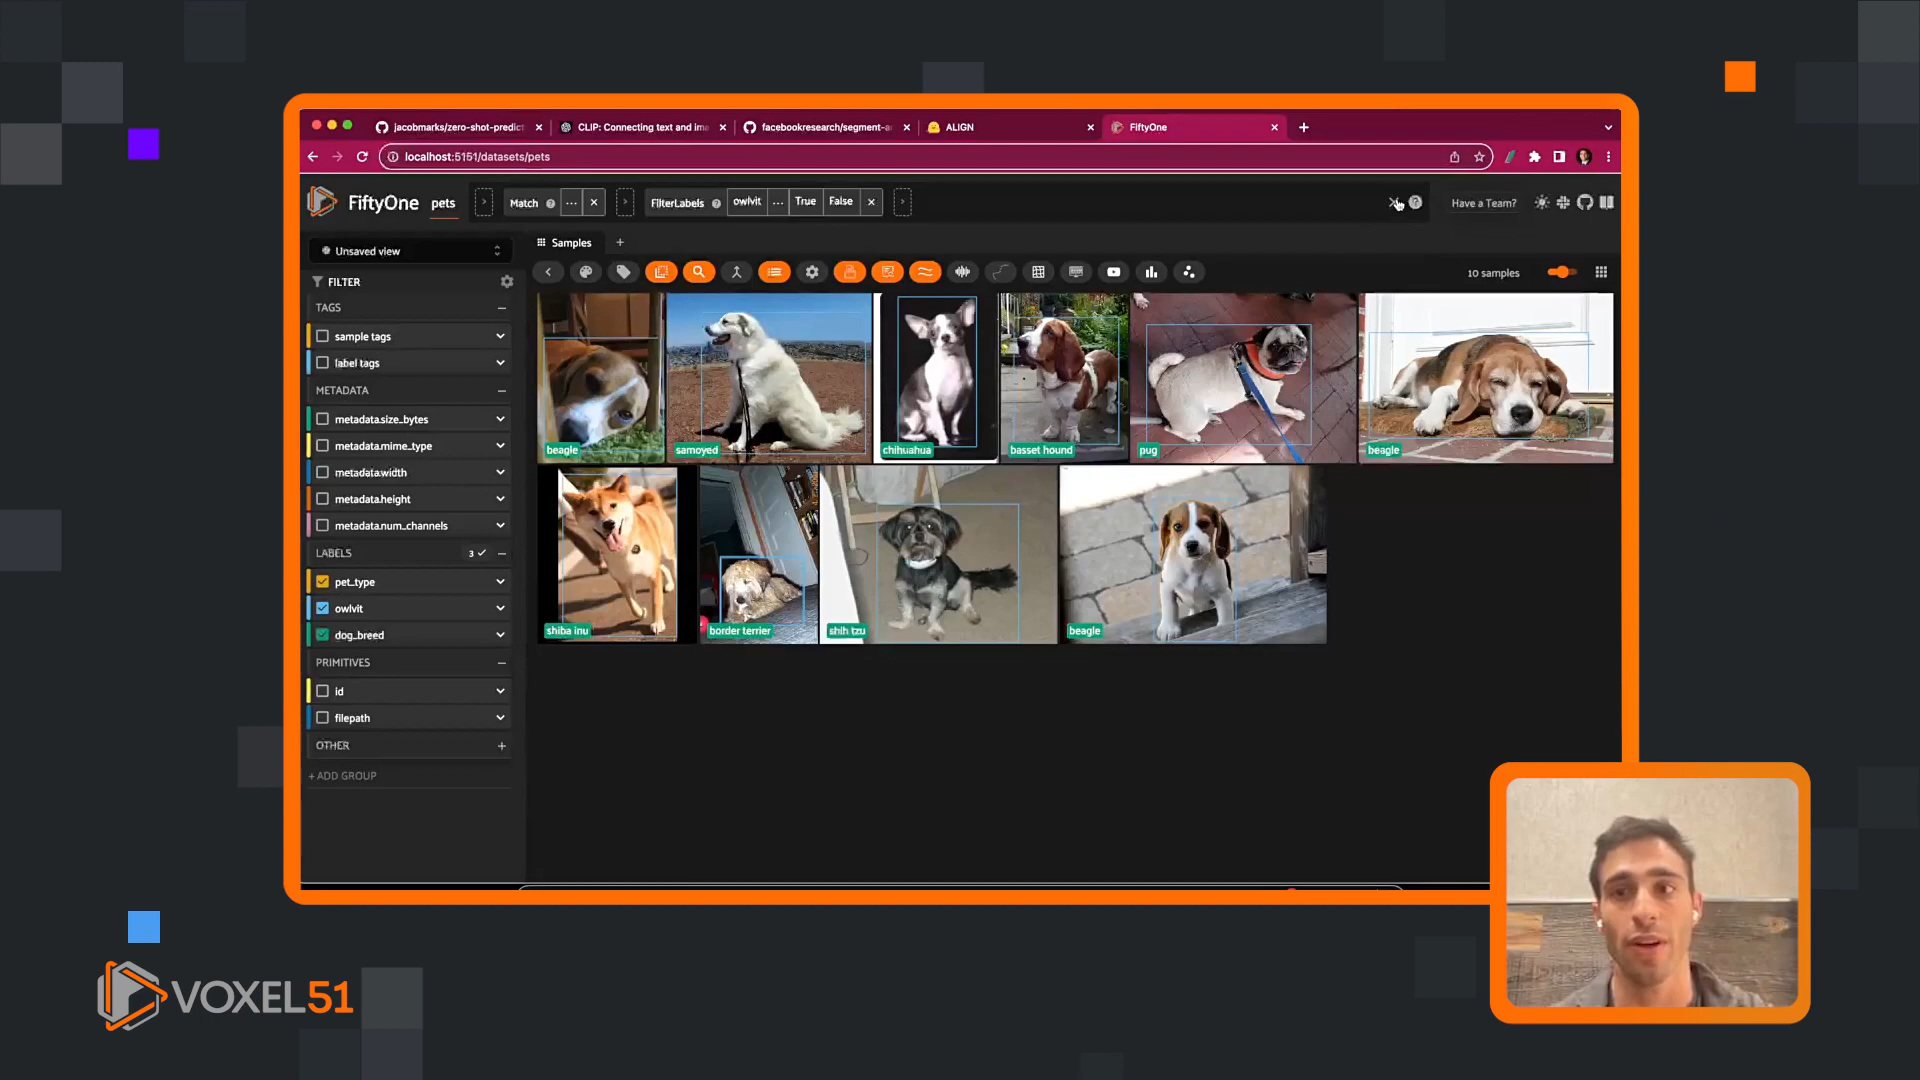 jacobmarks/zero-shot-predict
CLIP: Connecting text and ima
facebookresearch/segment-a
ALIGN
FiftyOne
localhost:5151/datasets/pets
FiftyOne
pets
Match
...
FilterLabels
owlvit
...
True
False
Have a Team?
Unsaved view
Samples
FILTER
10 samples
TAGS
sample tags
label tags
METADATA
metadata.size_bytes
metadata.mime_type
metadata.width
metadata.height
metadata.num_channels
LABELS
3
pet_type
owlvit
dog_breed
PRIMITIVES
id
filepath
OTHER
+ ADD GROUP
beagle
samoyed
chihuahua
basset hound
pug
beagle
shiba inu
border terrier
shih tzu
beagle
VOXEL51